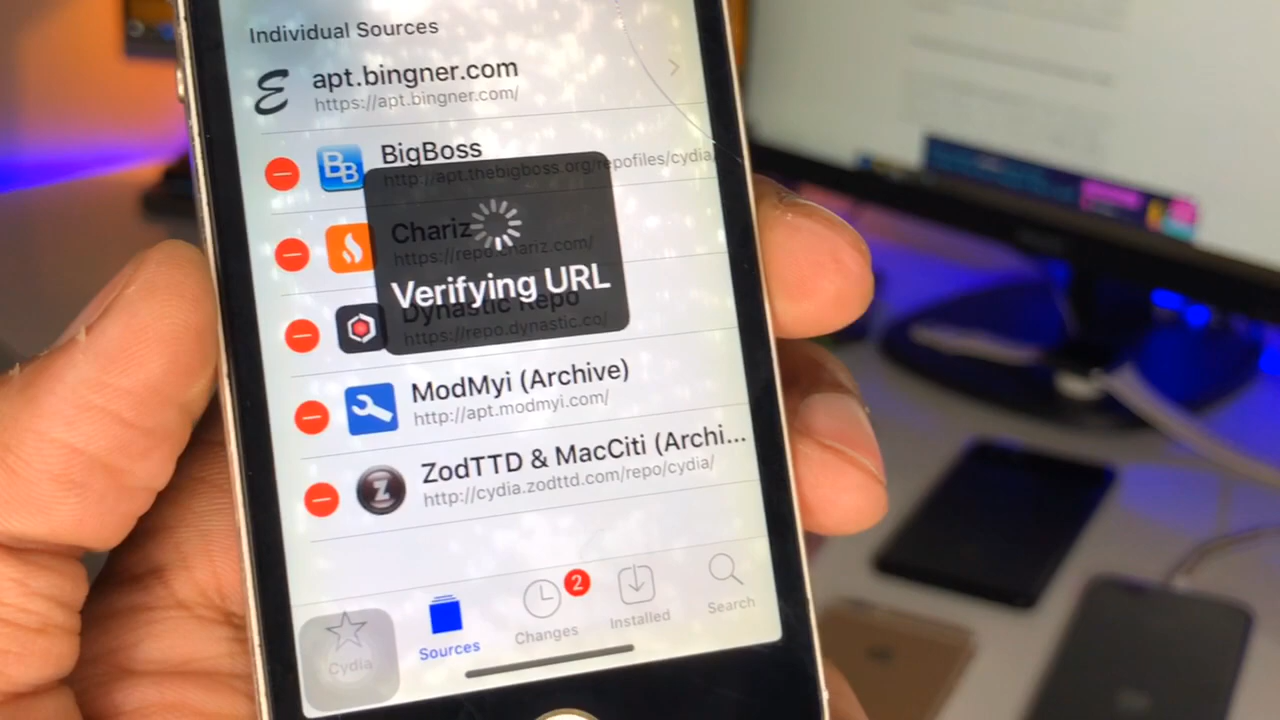 Individual Sources
apt.bingner.com
https://apt.bingner.com/
BigBoss
http://apt.thebigboss.org/repofiles/cydia/
BB
Chariz
https://repo.chariz.com/
Verifying URL
Dynastic Repo
https://repo.dynastic.co/
ModMyi (Archive)
http://apt.modmyi.com/
ZodTTD & MacCiti (Archi...
Z
http://cydia.zodttd.com/repo/cydia/
2
Cydia
Sources
Changes
Installed
Search